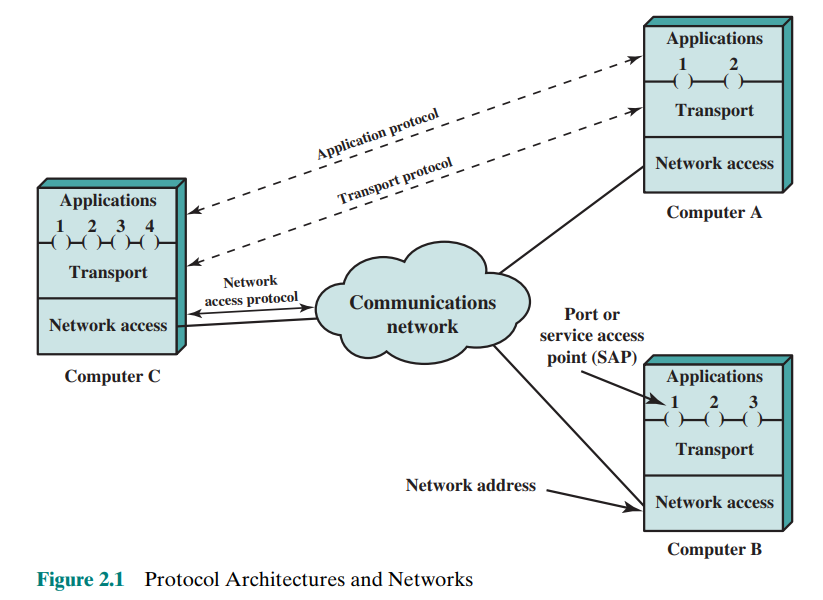 Applications
1 2
Transport
Network access
Computer A
Application protocol
Transport protocol
Applications
1 2 3 4
Transport
Network access
Computer C
Network
access protocol
Communications
network
Port or
service access
point (SAP)
Applications
1 2 3
Transport
Network access
Computer B
Network address
Figure 2.1 Protocol Architectures and Networks